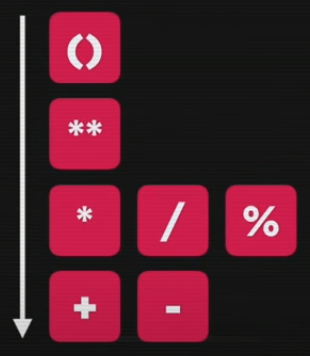 ()
**
* / %
+ -